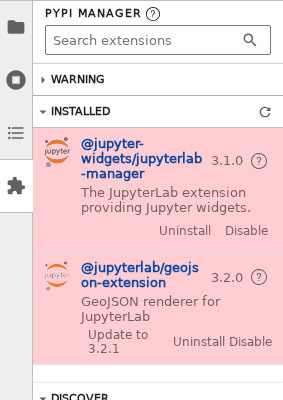 PYPI MANAGER ?
Search extensions
WARNING
INSTALLED
jupyter
@jupyter-
widgets/jupyterlab
-manager
3.1.0 ?
The JupyterLab extension
providing Jupyter widgets.
Uninstall Disable
jupyter
@jupyterlab/geojs
on-extension
3.2.0 ?
GeoJSON renderer for
JupyterLab
Update to
3.2.1
Uninstall Disable
DISCOVER